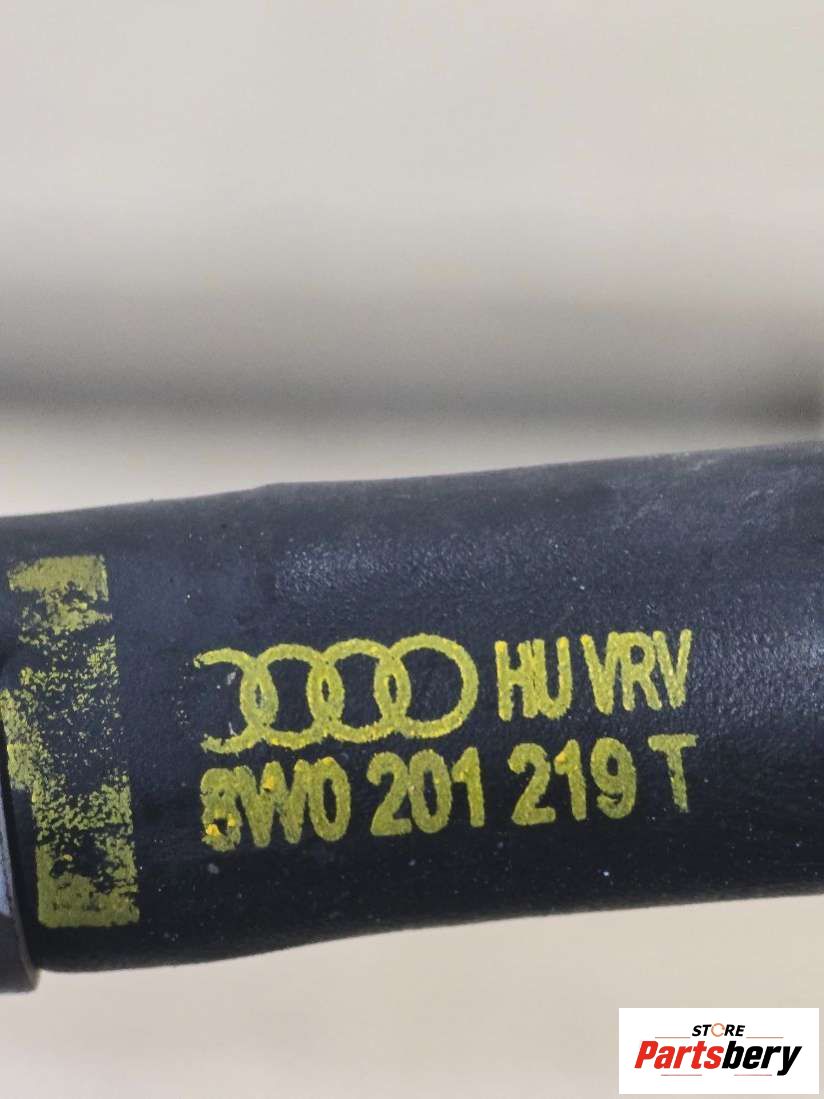 HU VRV
8W0 201 219 T
STORE
Partsbery